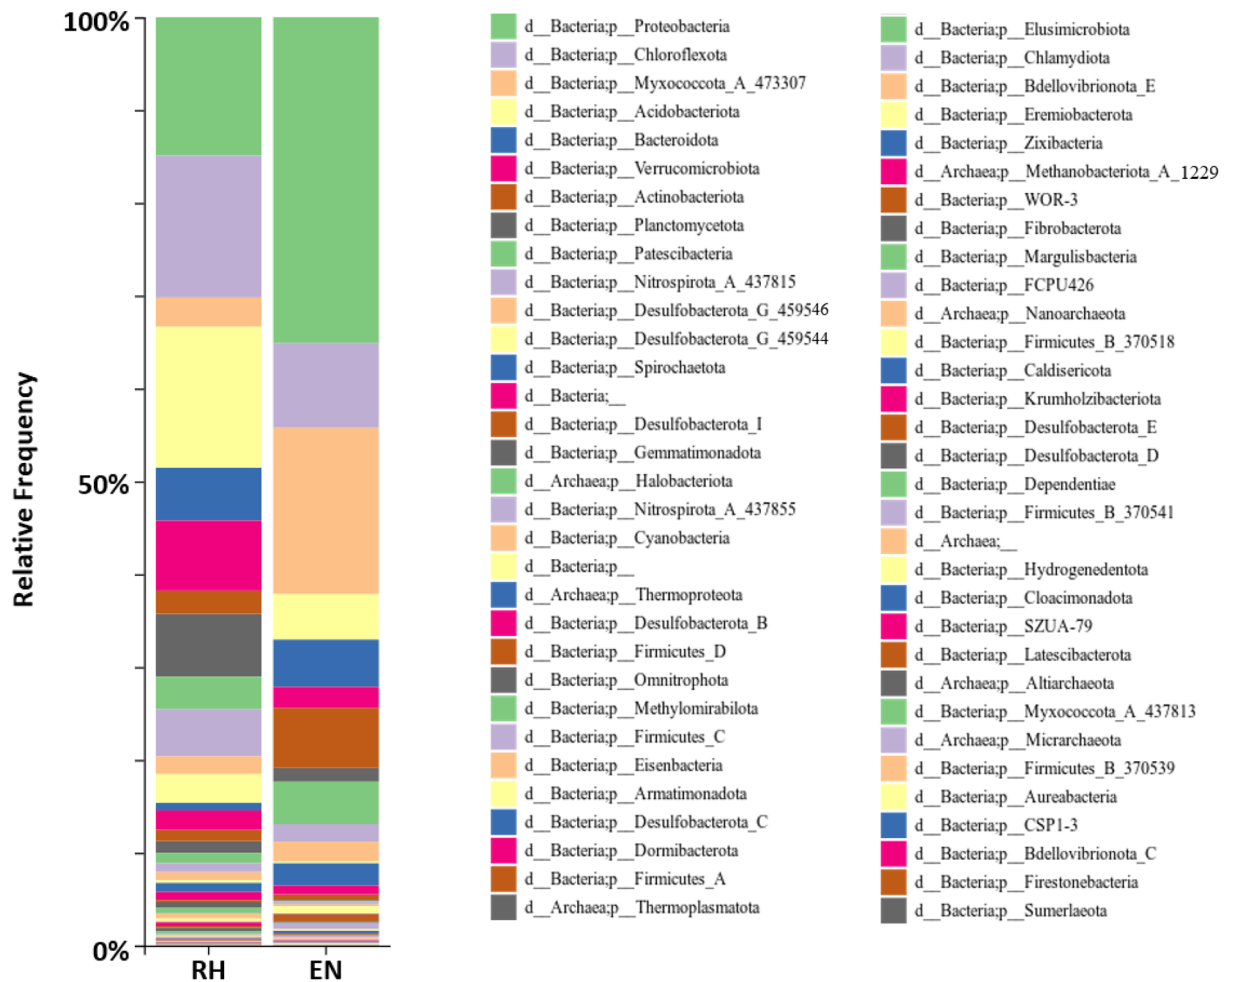 100%
50%
0%
Relative Frequency
RH
EN
d__Bacteria;p__Proteobacteria
d__Bacteria;p__Chloroflexota
d__Bacteria;p__Myxococcota_A_473307
d__Bacteria;p__Acidobacteriota
d__Bacteria;p__Bacteroidota
d__Bacteria;p__Verrucomicrobiota
d__Bacteria;p__Actinobacteriota
d__Bacteria;p__Planctomycetota
d__Bacteria;p__Patescibacteria
d__Bacteria;p__Nitrospirota_A_437815
d__Bacteria;p__Desulfobacterota_G_459546
d__Bacteria;p__Desulfobacterota_G_459544
d__Bacteria;p__Spirochaetota
d__Bacteria;__
d__Bacteria;p__Desulfobacterota_I
d__Bacteria;p__Gemmatimonadota
d__Archaea;p__Halobacteriota
d__Bacteria;p__Nitrospirota_A_437855
d__Bacteria;p__Cyanobacteria
d__Bacteria;p__
d__Archaea;p__Thermoproteota
d__Bacteria;p__Desulfobacterota_B
d__Bacteria;p__Firmicutes_D
d__Bacteria;p__Omnitrophota
d__Bacteria;p__Methylomirabilota
d__Bacteria;p__Firmicutes_C
d__Bacteria;p__Eisenbacteria
d__Bacteria;p__Armatimonadota
d__Bacteria;p__Desulfobacterota_C
d__Bacteria;p__Dormibacterota
d__Bacteria;p__Firmicutes_A
d__Archaea;p__Thermoplasmatota
d__Bacteria;p__Elusimicrobiota
d__Bacteria;p__Chlamydiota
d__Bacteria;p__Bdellovibrionota_E
d__Bacteria;p__Eremiobacterota
d__Bacteria;p__Zixibacteria
d__Archaea;p__Methanobacteriota_A_1229
d__Bacteria;p__WOR-3
d__Bacteria;p__Fibrobacterota
d__Bacteria;p__Margulisbacteria
d__Bacteria;p__FCPU426
d__Archaea;p__Nanoarchaeota
d__Bacteria;p__Firmicutes_B_370518
d__Bacteria;p__Caldisericota
d__Bacteria;p__Krumholzibacteriota
d__Bacteria;p__Desulfobacterota_E
d__Bacteria;p__Desulfobacterota_D
d__Bacteria;p__Dependentiae
d__Bacteria;p__Firmicutes_B_370541
d__Archaea;__
d__Bacteria;p__Hydrogenedentota
d__Bacteria;p__Cloacimonadota
d__Bacteria;p__SZUA-79
d__Bacteria;p__Latescibacterota
d__Archaea;p__Altiarchaeota
d__Bacteria;p__Myxococcota_A_437813
d__Archaea;p__Micrarchaeota
d__Bacteria;p__Firmicutes_B_370539
d__Bacteria;p__Aureabacteria
d__Bacteria;p__CSP1-3
d__Bacteria;p__Bdellovibrionota_C
d__Bacteria;p__Firestonebacteria
d__Bacteria;p__Sumerlaeota